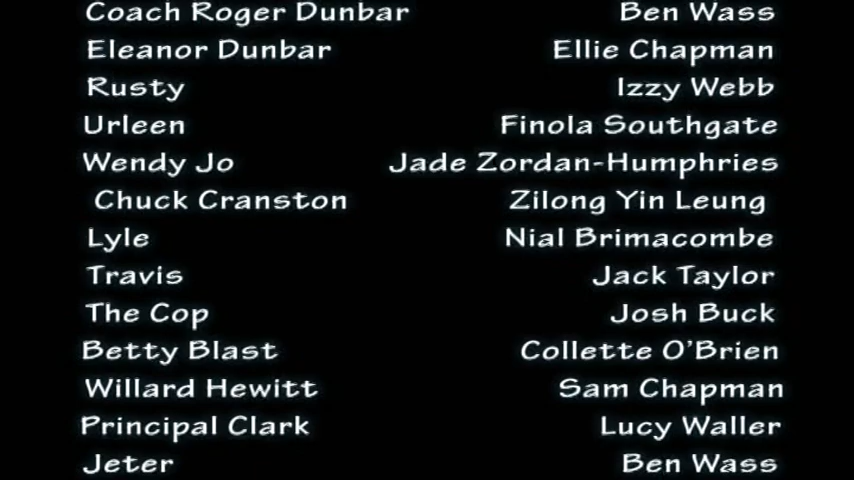 Coach Roger Dunbar Ben Wass
Eleanor Dunbar Ellie Chapman
Rusty Izzy Webb
Urleen Finola Southgate
Wendy Jo Jade Zordan-Humphries
Chuck Cranston Zilong Yin Leung
Lyle Nial Brimacombe
Travis Jack Taylor
The Cop Josh Buck
Betty Blast Collette O'Brien
Willard Hewitt Sam Chapman
Principal Clark Lucy Waller
Jeter Ben Wass